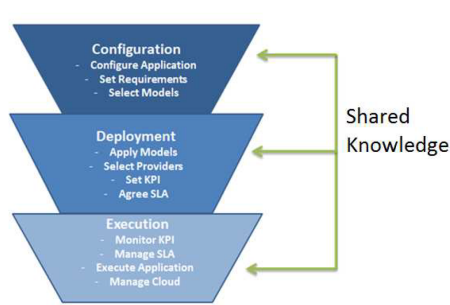 Configuration
- Configure Application
- Set Requirements
- Select Models
Deployment
- Apply Models
- Select Providers
- Set KPI
- Agree SLA
Execution
- Monitor KPI
- Manage SLA
- Execute Application
- Manage Cloud
Shared
Knowledge